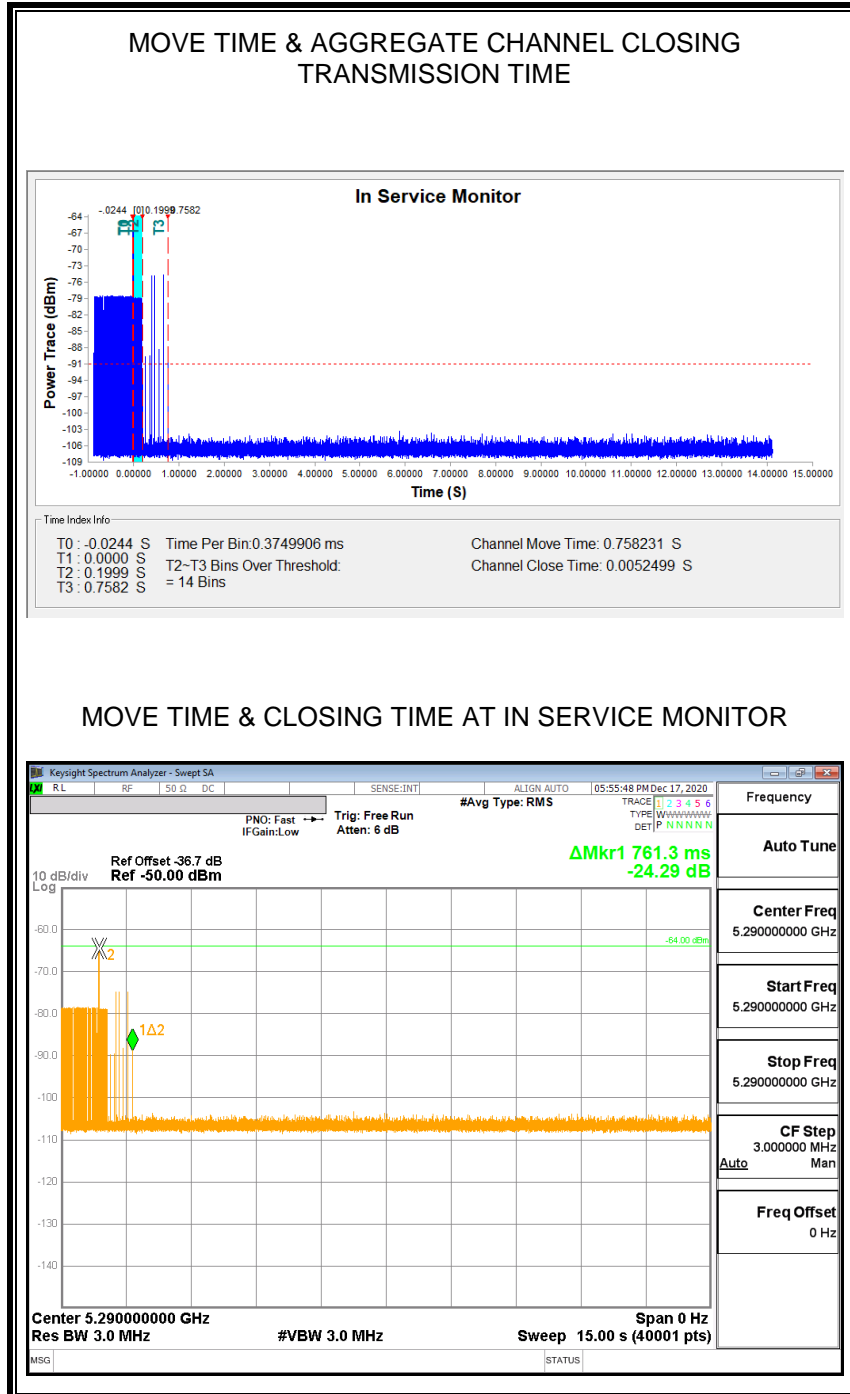 MOVE TIME & AGGREGATE CHANNEL CLOSING
TRANSMISSION TIME
In Service Monitor
-.0244 [0]0.1999 0.7582
T2 T3
Power Trace (dBm)
-64
-67
-70
-73
-76
-79
-82
-85
-88
-91
-94
-97
-100
-103
-106
-109
-1.00000 0.00000 1.00000 2.00000 3.00000 4.00000 5.00000 6.00000 7.00000 8.00000 9.00000 10.00000 11.00000 12.00000 13.00000 14.00000 15.00000
Time (S)
Time Index Info
T0 : -0.0244 S
T1 : 0.0000 S
T2 : 0.1999 S
T3 : 0.7582 S
Time Per Bin:0.3749906 ms
T2~T3 Bins Over Threshold:
= 14 Bins
Channel Move Time: 0.758231 S
Channel Close Time: 0.0052499 S
MOVE TIME & CLOSING TIME AT IN SERVICE MONITOR
Keysight Spectrum Analyzer - Swept SA
LXI RL RF 50 Ω DC SENSE:INT ALIGN AUTO 05:55:48 PM Dec 17, 2020
PNO: Fast
IFGain:Low
Trig: Free Run
Atten: 6 dB
#Avg Type: RMS
TRACE 1 2 3 4 5 6
TYPE WWWWWW
DET P N N N N N
ΔMkr1 761.3 ms
-24.29 dB
Ref Offset -36.7 dB
10 dB/div Ref -50.00 dBm
Log
-64.00 dBm
2
1Δ2
-60.0
-70.0
-80.0
-90.0
-100
-110
-120
-130
-140
Center 5.290000000 GHz
Span 0 Hz
Res BW 3.0 MHz
#VBW 3.0 MHz
Sweep 15.00 s (40001 pts)
MSG
STATUS
Frequency
Auto Tune
Center Freq
5.290000000 GHz
Start Freq
5.290000000 GHz
Stop Freq
5.290000000 GHz
CF Step
3.000000 MHz
Auto Man
Freq Offset
0 Hz